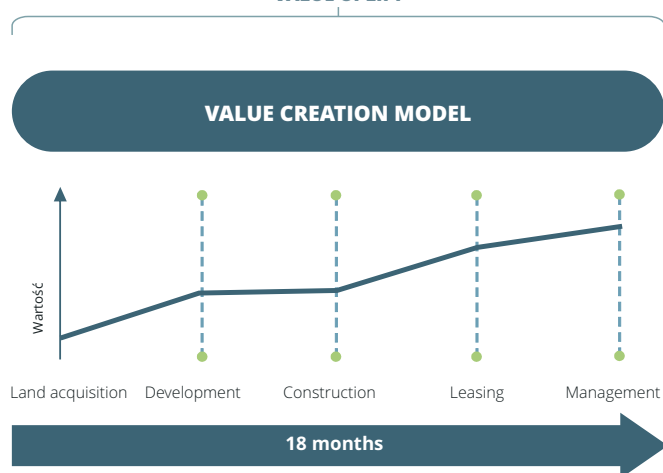 VALUE CREATION MODEL
Wartość
Land acquisition Development Construction Leasing Management
18 months